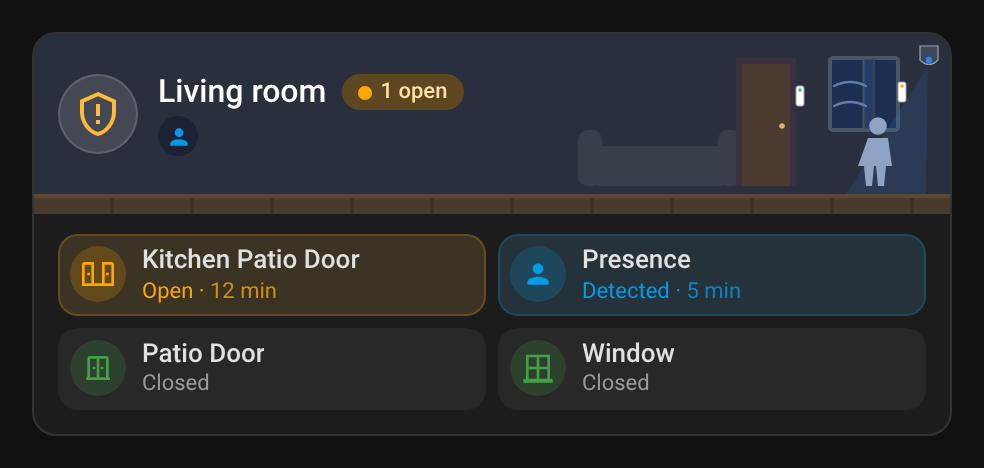 Living room
1 open
Kitchen Patio Door
Open · 12 min
Presence
Detected · 5 min
Patio Door
Closed
Window
Closed